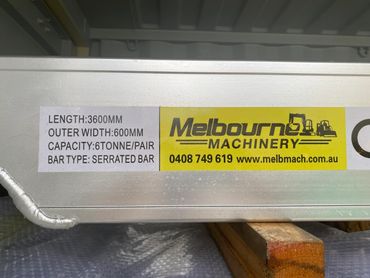 LENGTH:3600MM
OUTER WIDTH:600MM
CAPACITY:6TONNE/PAIR
BAR TYPE: SERRATED BAR
Melbourne
MACHINERY
0408 749 619 www.melbmach.com.au